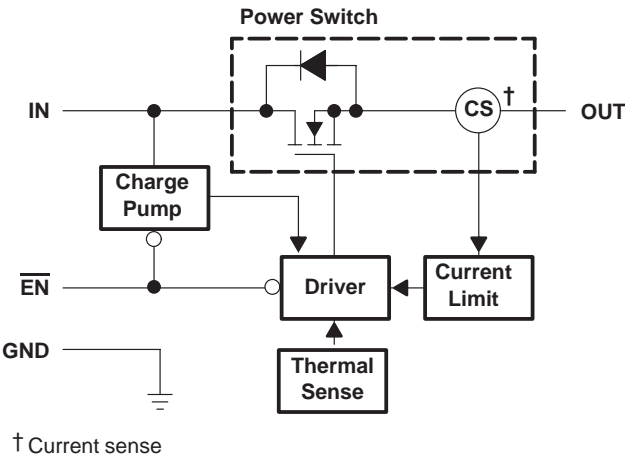 Power Switch
IN
CS
†
OUT
Charge
Pump
EN
Driver
Current
Limit
GND
Thermal
Sense
† Current sense